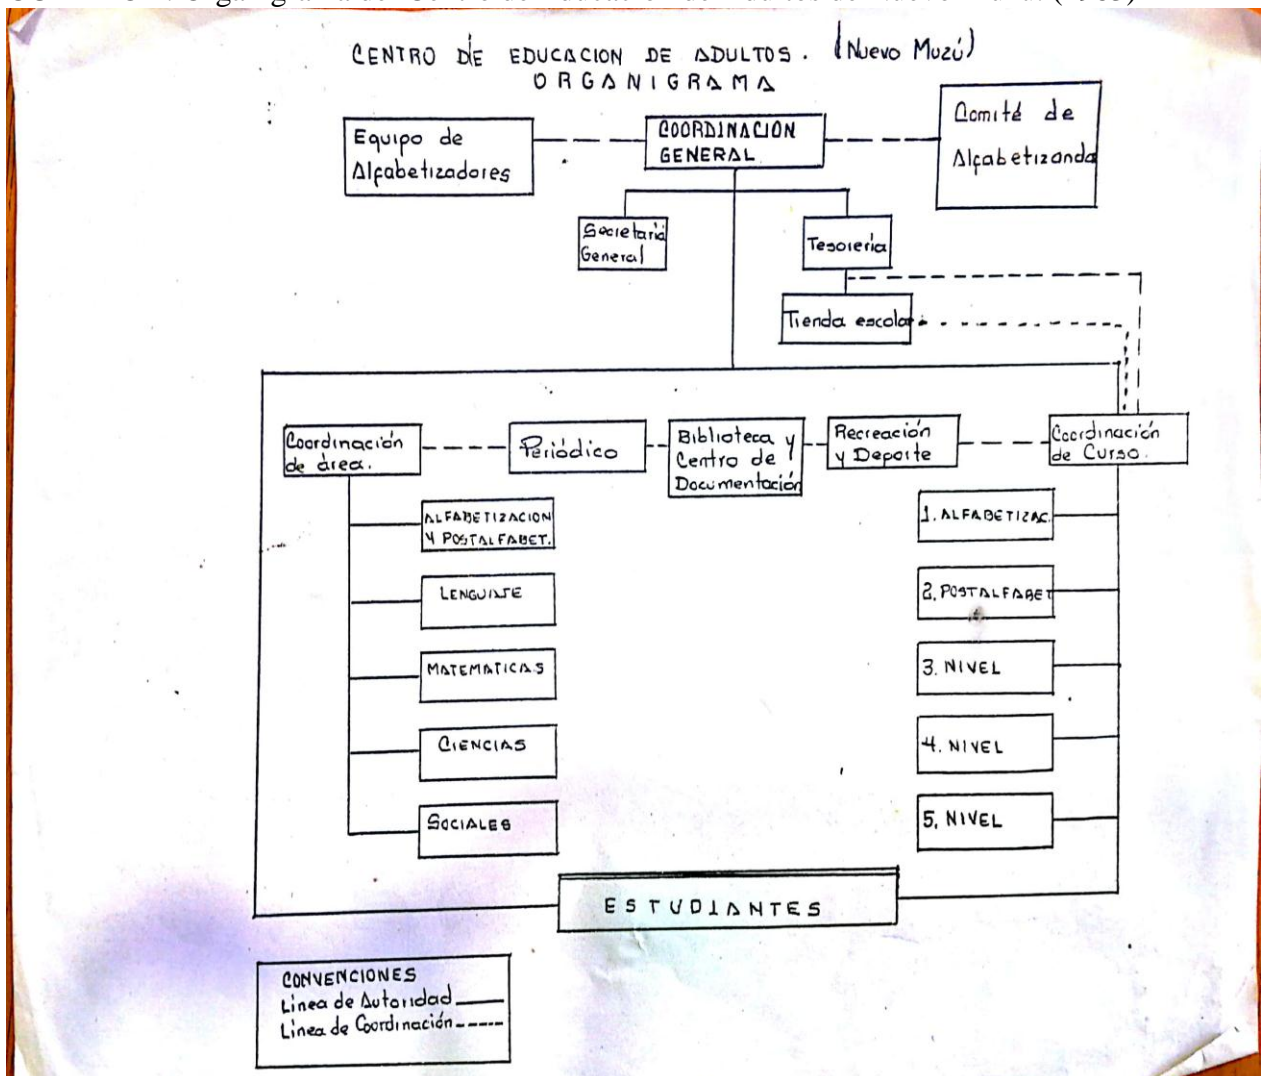 CENTRO DE EDUCACION DE ADULTOS. (Nuevo Muzú)
ORGANIGRAMA
Equipo de
Alfabetizadores
COORDINACION
GENERAL
Comité de
Alfabetizando
Secretaria
General
Tesorería
Tienda escolar
Coordinación
de área.
Periódico
Biblioteca y
Centro de
Documentación
Recreación
y Deporte
Coordinación
de Curso.
ALFABETIZACION
Y POSTALFABET.
LENGUAJE
MATEMATICAS
CIENCIAS
SOCIALES
1. ALFABETIZAC.
2. POSTALFABET
3. NIVEL
4. NIVEL
5. NIVEL
ESTUDIANTES
CONVENCIONES
Línea de Autoridad
Línea de Coordinación